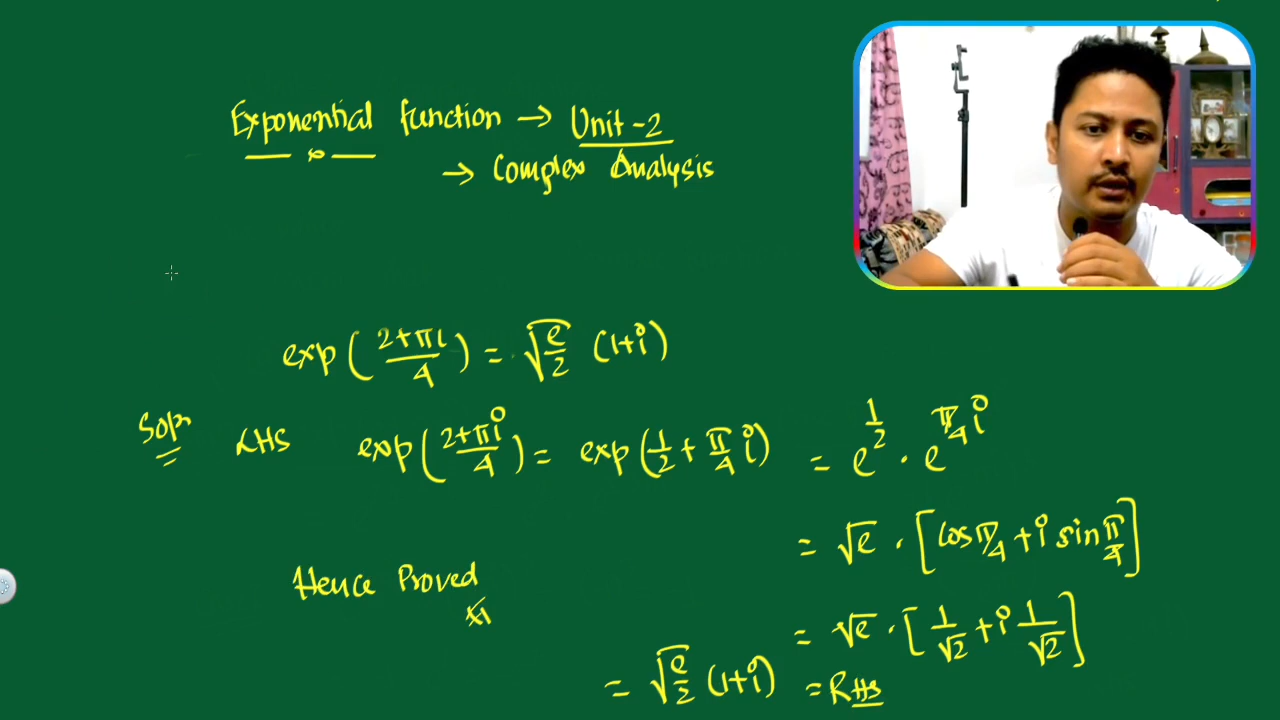 Exponential function → Unit-2
→ Complex Analysis
exp(2+πi/4) = √(e/2) (1+i)
Soln LHS exp(2+πi/4) = exp(1/2 + π/4 i) = e^(1/2) · e^(π/4 i)
= √e · [cos π/4 + i sin π/4]
Hence Proved
= √e · [1/√2 + i 1/√2]
= √(e/2) (1+i) = RHS